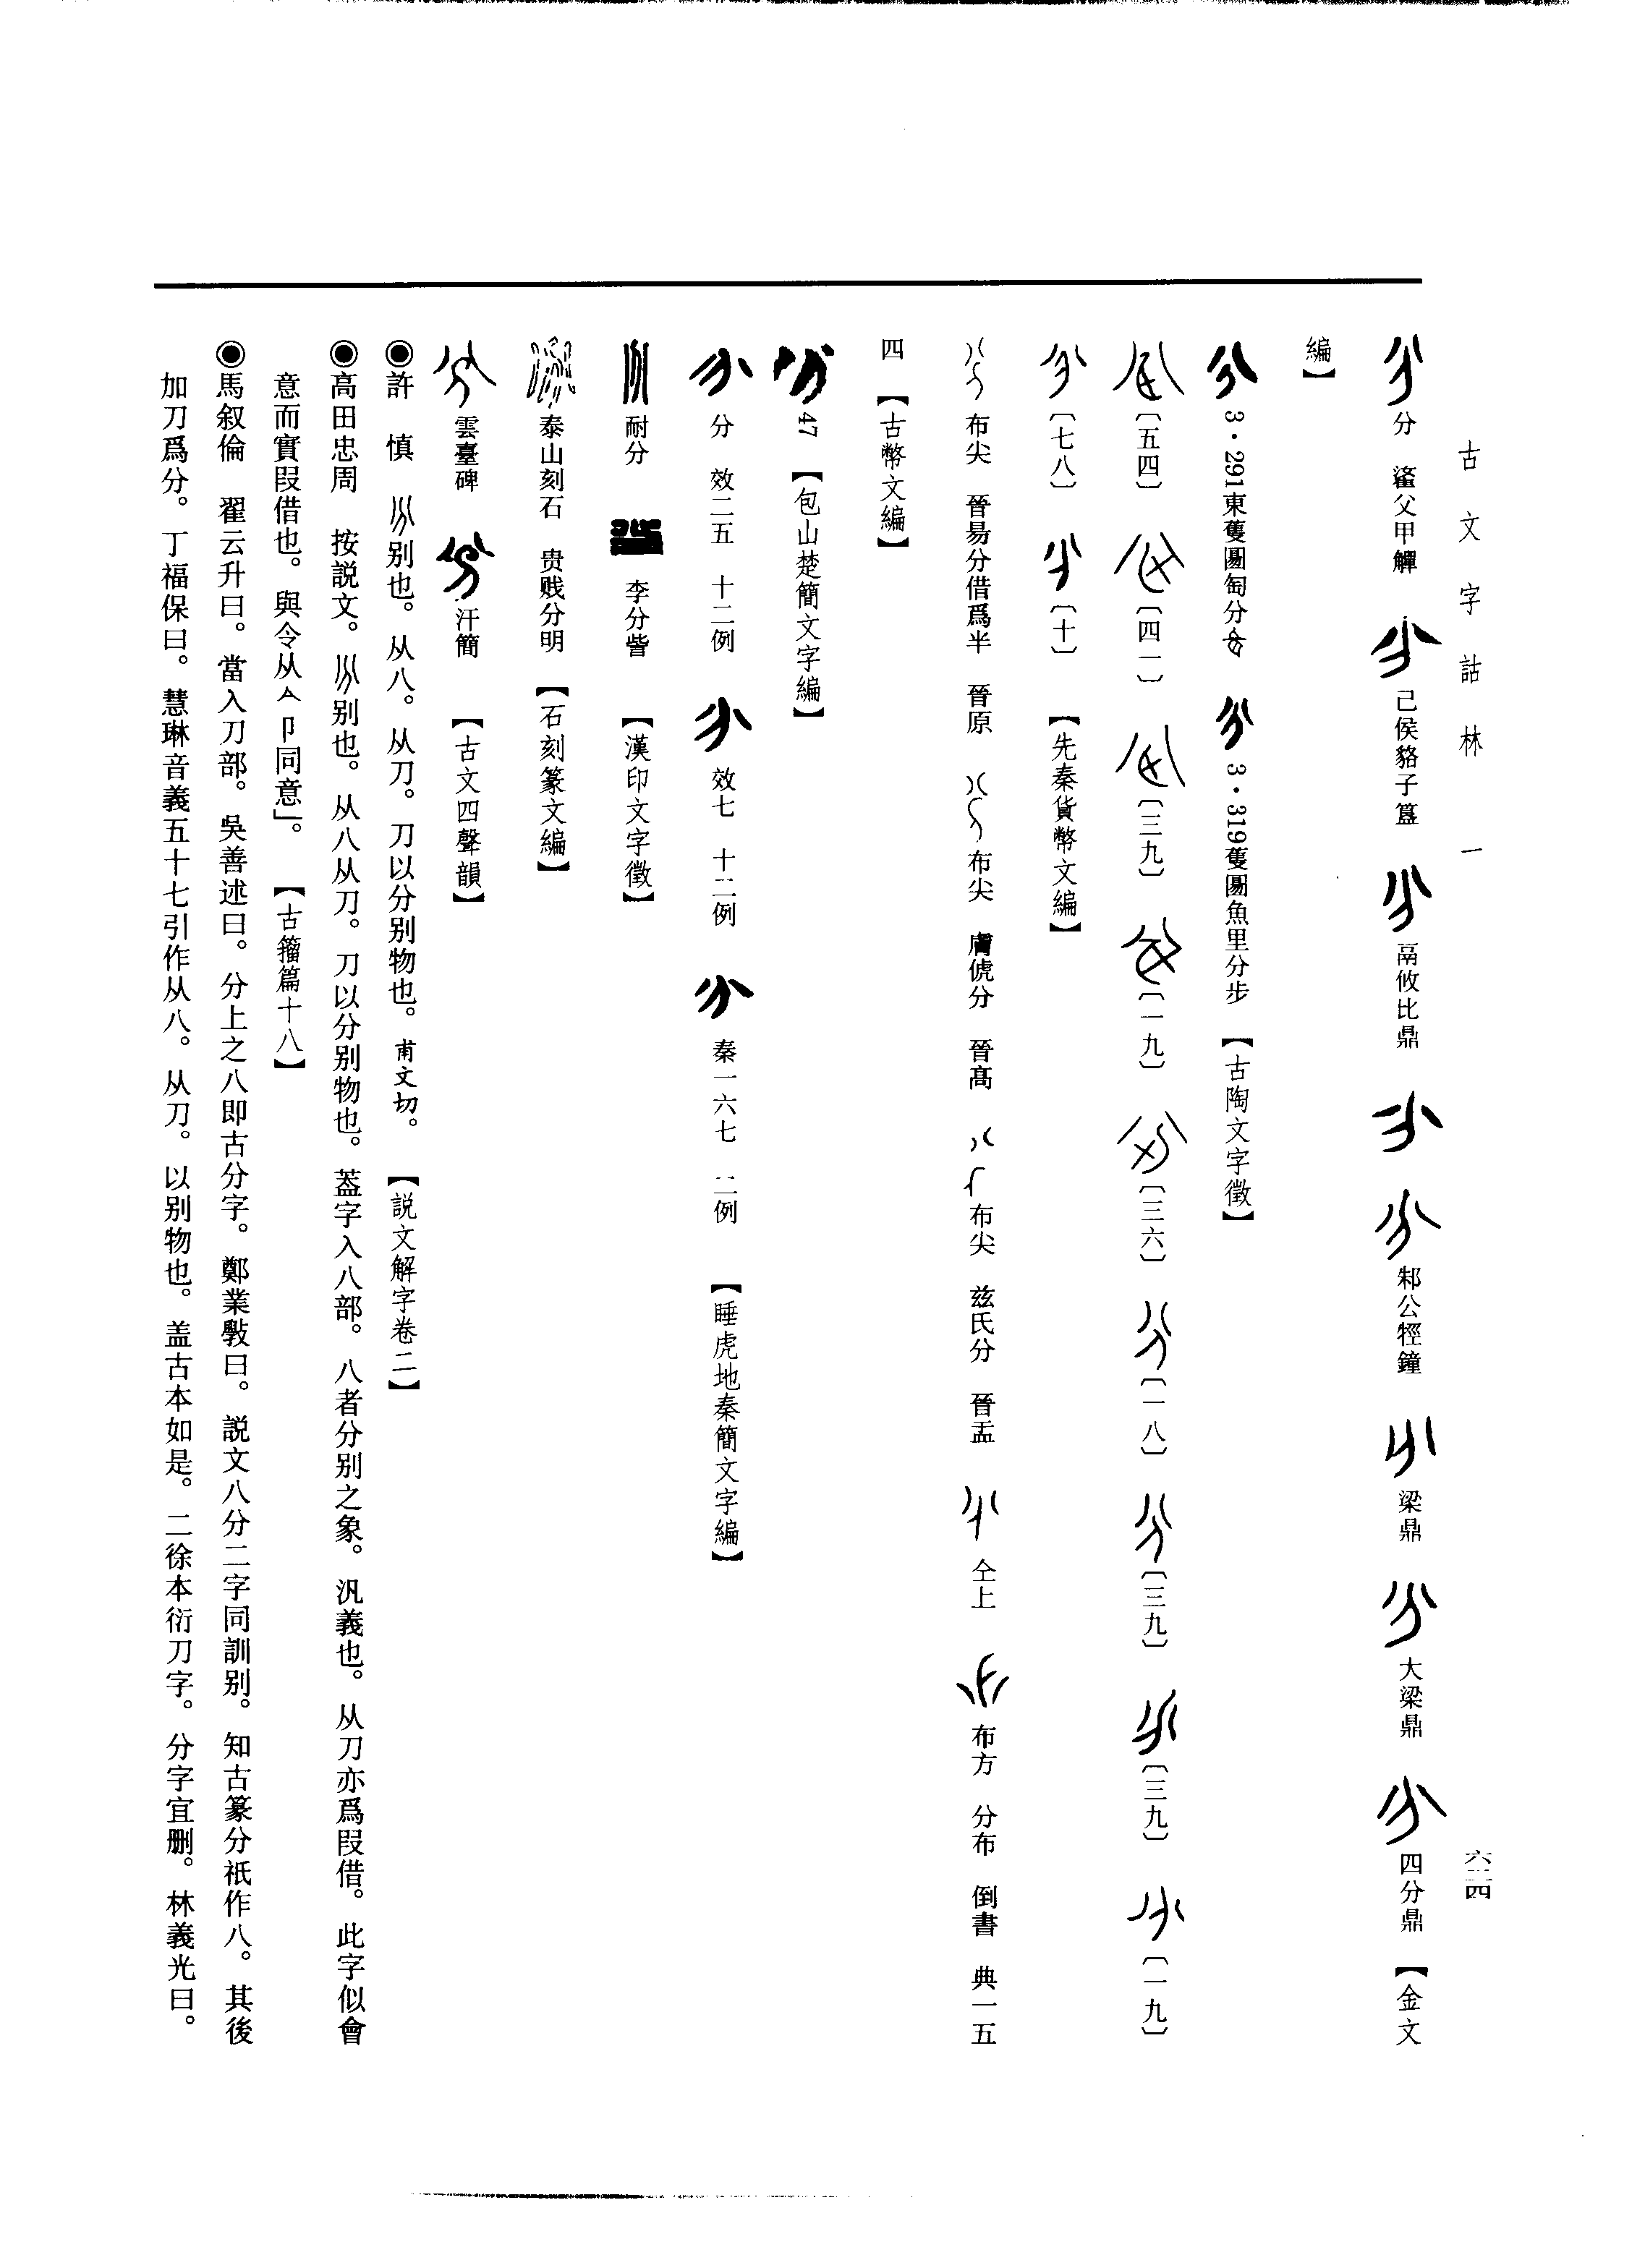 古文字詁林 一
六二四
分 父甲觶 己侯貉子簋 鬲攸比鼎 邾公牼鐘 梁鼎 大梁鼎 四分鼎 【金文
編】
3·291東蒦圆匋分 3·319蒦圆魚里分步 【古陶文字徵】
〔五四〕 〔四一〕 〔三九〕 〔一九〕 〔三六〕 〔一八〕 〔三九〕 〔三九〕 〔一九〕
〔七八〕 〔十〕 【先秦貨幣文編】
布尖 晉昜分借爲半 晉原 布尖 膚俿分 晉高 布尖 兹氏分 晉盂 仝上 布方 分布 倒書 典一五
四 【古幣文編】
47 【包山楚簡文字編】
分 效二五 十二例 效七 十二例 秦一六七 二例 【睡虎地秦簡文字編】
耐分 李分訾 【漢印文字徵】
泰山刻石 贵贱分明 【石刻篆文編】
雲臺碑 汗簡 【古文四聲韻】
◉許 慎 别也。从八。从刀。刀以分别物也。甫文切。 【説文解字卷二】
◉高田忠周 按説文。别也。从八从刀。刀以分别物也。葢字入八部。八者分别之象。汎義也。从刀亦爲叚借。此字似會
意而實叚借也。與令从亼卩同意」。 【古籀篇十八】
◉馬叙倫 翟云升曰。當入刀部。吳善述曰。分上之八即古分字。鄭業斅曰。説文八分二字同訓别。知古篆分衹作八。其後
加刀爲分。丁福保曰。慧琳音義五十七引作从八。从刀。以别物也。盖古本如是。二徐本衍刀字。分字宜删。林義光曰。